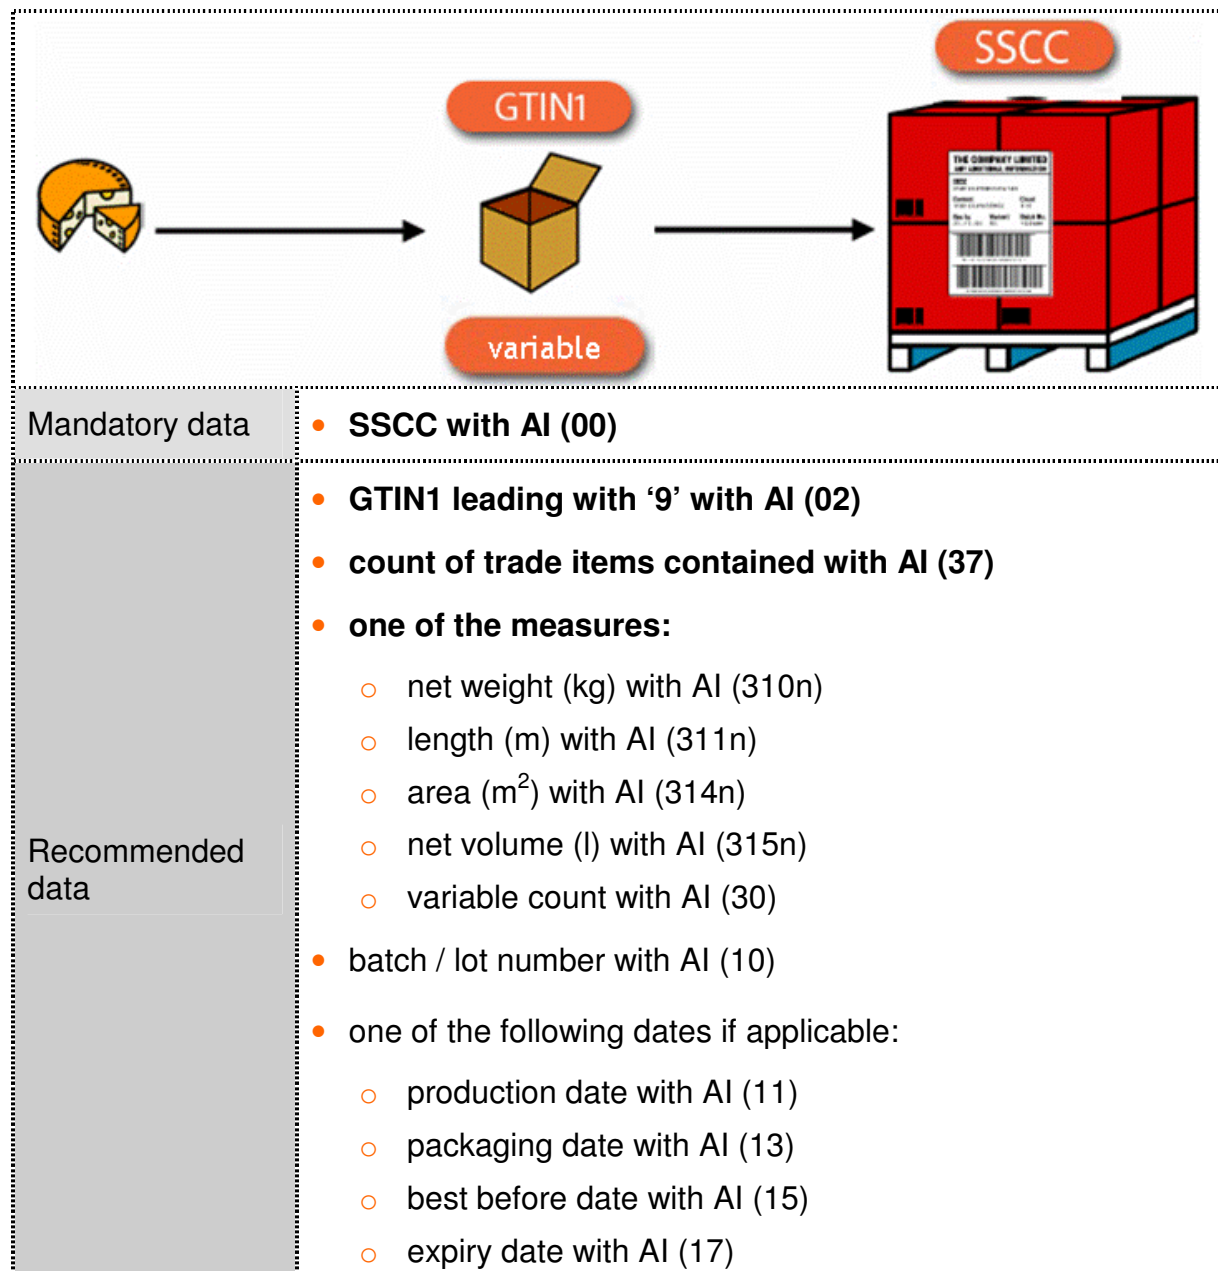 SSCC
GTIN1
THE COMPANY LIMITED
SSCC
Content
Count
variable
Mandatory data
• SSCC with AI (00)
Recommended data
• GTIN1 leading with ‘9’ with AI (02)
• count of trade items contained with AI (37)
• one of the measures:
○ net weight (kg) with AI (310n)
○ length (m) with AI (311n)
○ area (m²) with AI (314n)
○ net volume (l) with AI (315n)
○ variable count with AI (30)
• batch / lot number with AI (10)
• one of the following dates if applicable:
○ production date with AI (11)
○ packaging date with AI (13)
○ best before date with AI (15)
○ expiry date with AI (17)